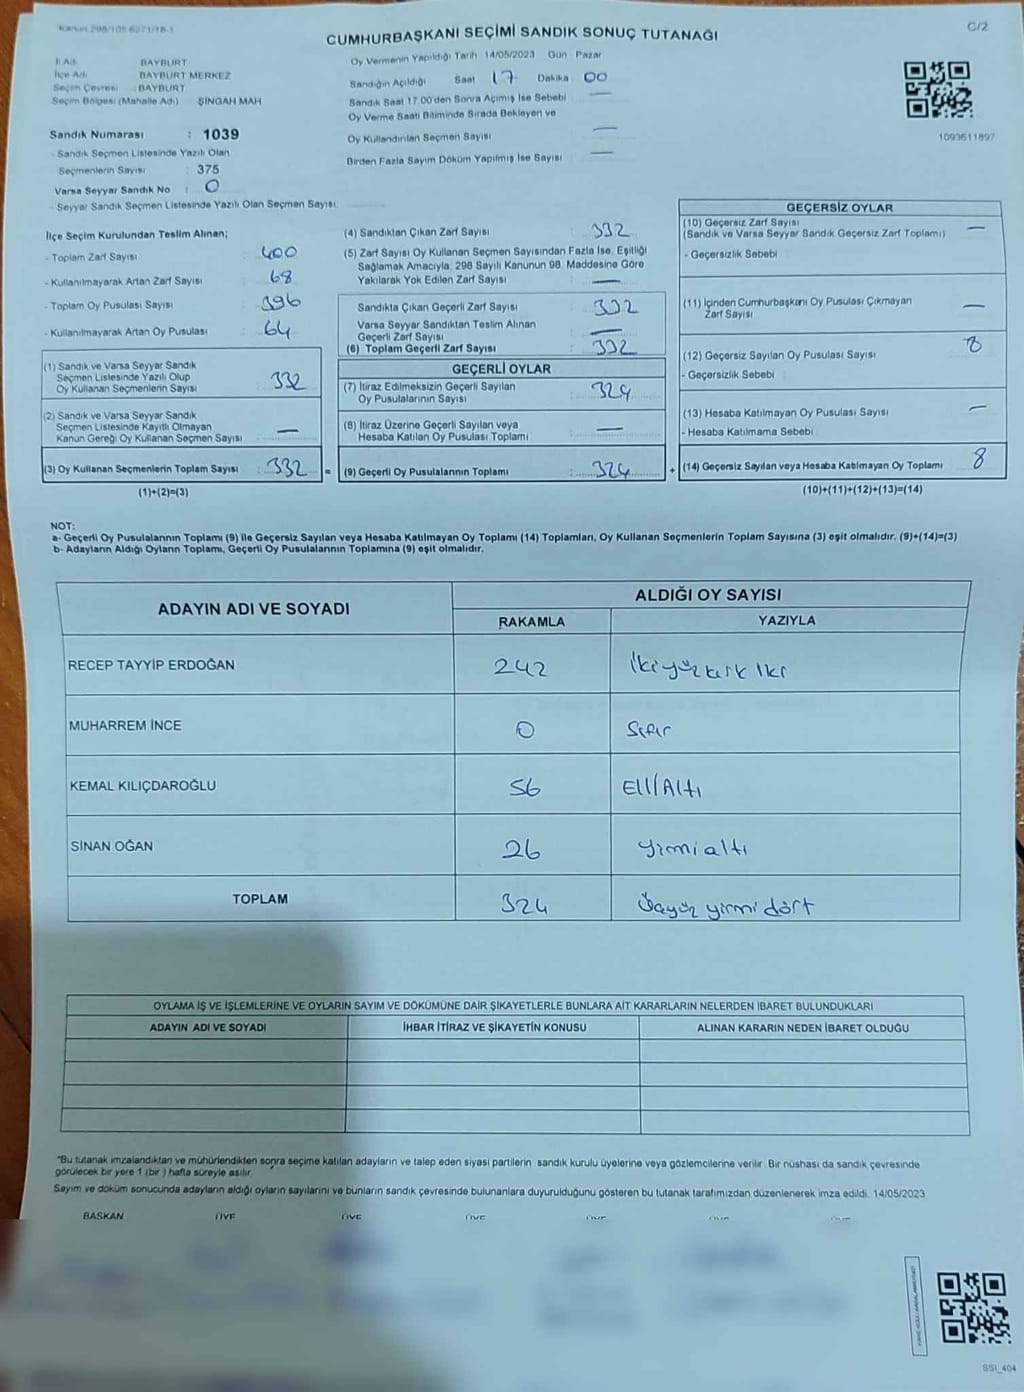 Kanun 298/105 6271/18-1
CUMHURBAŞKANI SEÇİMİ SANDIK SONUÇ TUTANAĞI
C/2
İl Adı : BAYBURT
İlçe Adı : BAYBURT MERKEZ
Seçim Çevresi : BAYBURT
Seçim Bölgesi (Mahalle Adı) : ŞİNGAH MAH
Oy Vermenin Yapıldığı Tarih 14/05/2023 Gün : Pazar
Sandığın Açıldığı Saat 17 Dakika : 00
Sandık Saat 17.00'den Sonra Açımış İse Sebebi —
Oy Verme Saati Bitiminde Sırada Bekleyen ve
Oy Kullandırılan Seçmen Sayısı —
Birden Fazla Sayım Döküm Yapılmış İse Sayısı —
1093611897
Sandık Numarası : 1039
- Sandık Seçmen Listesinde Yazılı Olan
Seçmenlerin Sayısı : 375
Varsa Seyyar Sandık No : 0
- Seyyar Sandık Seçmen Listesinde Yazılı Olan Seçmen Sayısı
İlçe Seçim Kurulundan Teslim Alınan;
- Toplam Zarf Sayısı : 400
- Kullanılmayarak Artan Zarf Sayısı : 68
- Toplam Oy Pusulası Sayısı : 396
- Kullanılmayarak Artan Oy Pusulası : 64
(1) Sandık ve Varsa Seyyar Sandık
Seçmen Listesinde Yazılı Olup
Oy Kullanan Seçmenlerin Sayısı : 332
(2) Sandık ve Varsa Seyyar Sandık
Seçmen Listesinde Kayıtlı Olmayan
Kanun Gereği Oy Kullanan Seçmen Sayısı : —
(3) Oy Kullanan Seçmenlerin Toplam Sayısı : 332 =
(1)+(2)=(3)
(4) Sandıktan Çıkan Zarf Sayısı : 332
(5) Zarf Sayısı Oy Kullanan Seçmen Sayısından Fazla İse, Eşitliği
Sağlamak Amacıyla, 298 Sayılı Kanunun 98. Maddesine Göre
Yakılarak Yok Edilen Zarf Sayısı : —
Sandıkta Çıkan Geçerli Zarf Sayısı : 332
Varsa Seyyar Sandıktan Teslim Alınan
Geçerli Zarf Sayısı : —
(6) Toplam Geçerli Zarf Sayısı : 332
GEÇERLİ OYLAR
(7) İtiraz Edilmeksizin Geçerli Sayılan
Oy Pusulalarının Sayısı : 324
(8) İtiraz Üzerine Geçerli Sayılan veya
Hesaba Katılan Oy Pusulası Toplamı : —
(9) Geçerli Oy Pusulalarının Toplamı : 324 +
GEÇERSİZ OYLAR
(10) Geçersiz Zarf Sayısı
(Sandık ve Varsa Seyyar Sandık Geçersiz Zarf Toplamı) —
- Geçersizlik Sebebi
(11) İçinden Cumhurbaşkanı Oy Pusulası Çıkmayan
Zarf Sayısı —
(12) Geçersiz Sayılan Oy Pusulası Sayısı 8
- Geçersizlik Sebebi
(13) Hesaba Katılmayan Oy Pusulası Sayısı —
- Hesaba Katılmama Sebebi
(14) Geçersiz Sayılan veya Hesaba Katılmayan Oy Toplamı 8
(10)+(11)+(12)+(13)=(14)
NOT:
a- Geçerli Oy Pusulalarının Toplamı (9) ile Geçersiz Sayılan veya Hesaba Katılmayan Oy Toplamı (14) Toplamları, Oy Kullanan Seçmenlerin Toplam Sayısına (3) eşit olmalıdır. (9)+(14)=(3)
b- Adayların Aldığı Oyların Toplamı, Geçerli Oy Pusulalarının Toplamına (9) eşit olmalıdır.
ADAYIN ADI VE SOYADI ALDIĞI OY SAYISI
RAKAMLA YAZIYLA
RECEP TAYYİP ERDOĞAN 242 İkiyüzkırk İki
MUHARREM İNCE 0 Sıfır
KEMAL KILIÇDAROĞLU 56 Elli Altı
SİNAN OĞAN 26 Yirmi altı
TOPLAM 324 Üçyüz yirmi dört
OYLAMA İŞ VE İŞLEMLERİNE VE OYLARIN SAYIM VE DÖKÜMÜNE DAİR ŞİKAYETLERLE BUNLARA AİT KARARLARIN NELERDEN İBARET BULUNDUKLARI
ADAYIN ADI VE SOYADI İHBAR İTİRAZ VE ŞİKAYETİN KONUSU ALINAN KARARIN NEDEN İBARET OLDUĞU
"Bu tutanak imzalandıktan ve mühürlendikten sonra seçime katılan adayların ve talep eden siyasi partilerin sandık kurulu üyelerine veya gözlemcilerine verilir. Bir nüshası da sandık çevresinde
görülecek bir yere 1 (bir ) hafta süreyle asılır.
Sayım ve döküm sonucunda adayların aldığı oyların sayılarını ve bunların sandık çevresinde bulunanlara duyurulduğunu gösteren bu tutanak tarafımızdan düzenlenerek imza edildi. 14/05/2023
BAŞKAN ÜYE ÜYE ÜYE ÜYE ÜYE ÜYE
SSI_404